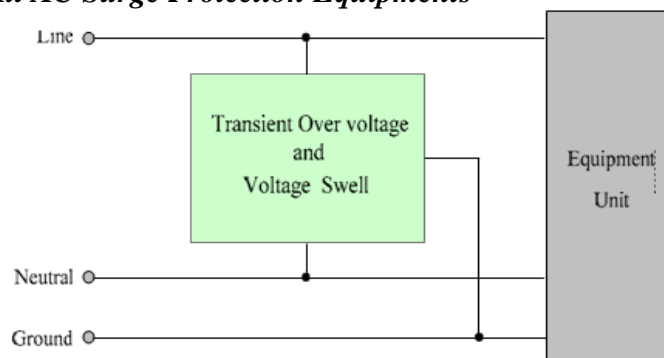 AC Surge Protection Equipments
Line
Transient Over voltage
and
Voltage Swell
Equipment
Unit
Neutral
Ground